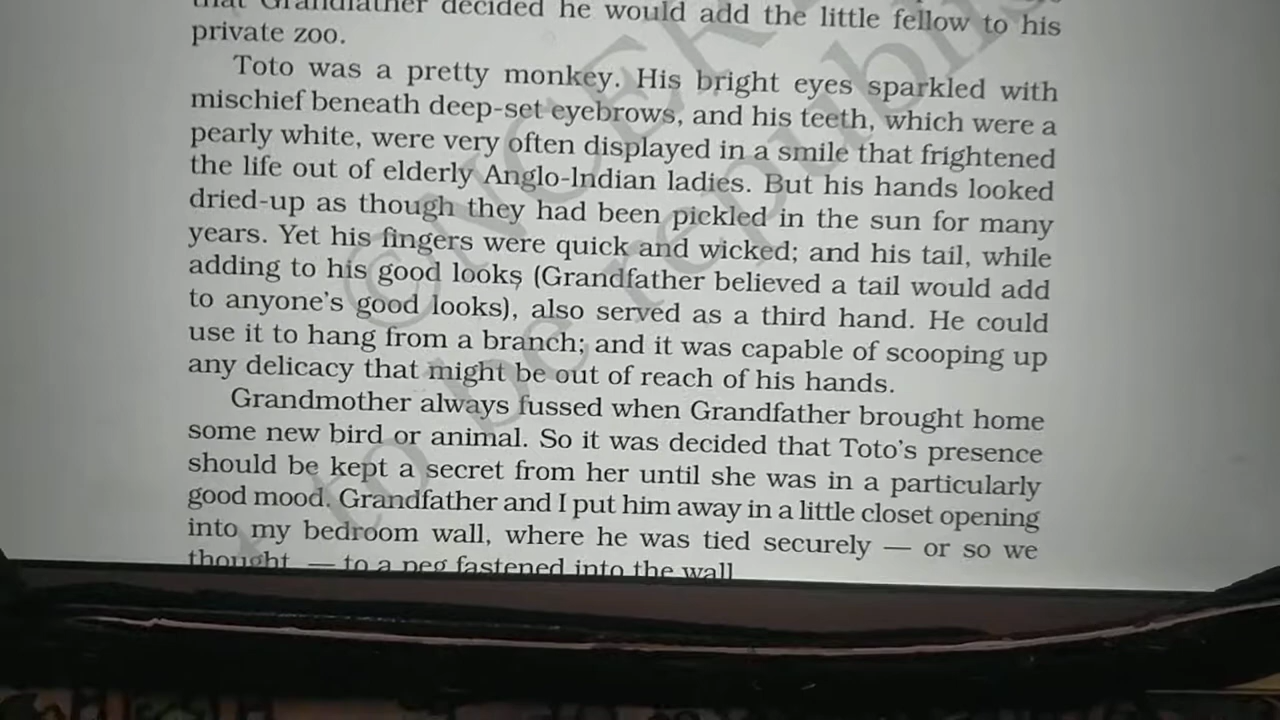 that Grandfather decided he would add the little fellow to his
private zoo.
Toto was a pretty monkey. His bright eyes sparkled with
mischief beneath deep-set eyebrows, and his teeth, which were a
pearly white, were very often displayed in a smile that frightened
the life out of elderly Anglo-Indian ladies. But his hands looked
dried-up as though they had been pickled in the sun for many
years. Yet his fingers were quick and wicked; and his tail, while
adding to his good looks (Grandfather believed a tail would add
to anyone's good looks), also served as a third hand. He could
use it to hang from a branch; and it was capable of scooping up
any delicacy that might be out of reach of his hands.
Grandmother always fussed when Grandfather brought home
some new bird or animal. So it was decided that Toto's presence
should be kept a secret from her until she was in a particularly
good mood. Grandfather and I put him away in a little closet opening
into my bedroom wall, where he was tied securely — or so we
thought — to a peg fastened into the wall
©NCER
to be republis